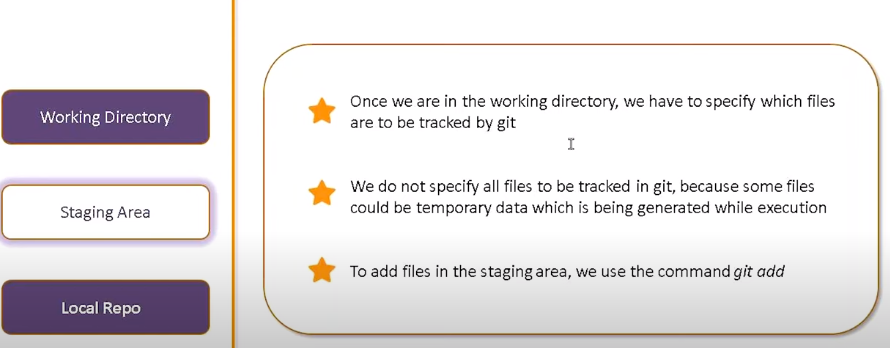 Working Directory
Staging Area
Local Repo
Once we are in the working directory, we have to specify which files
are to be tracked by git
We do not specify all files to be tracked in git, because some files
could be temporary data which is being generated while execution
To add files in the staging area, we use the command git add